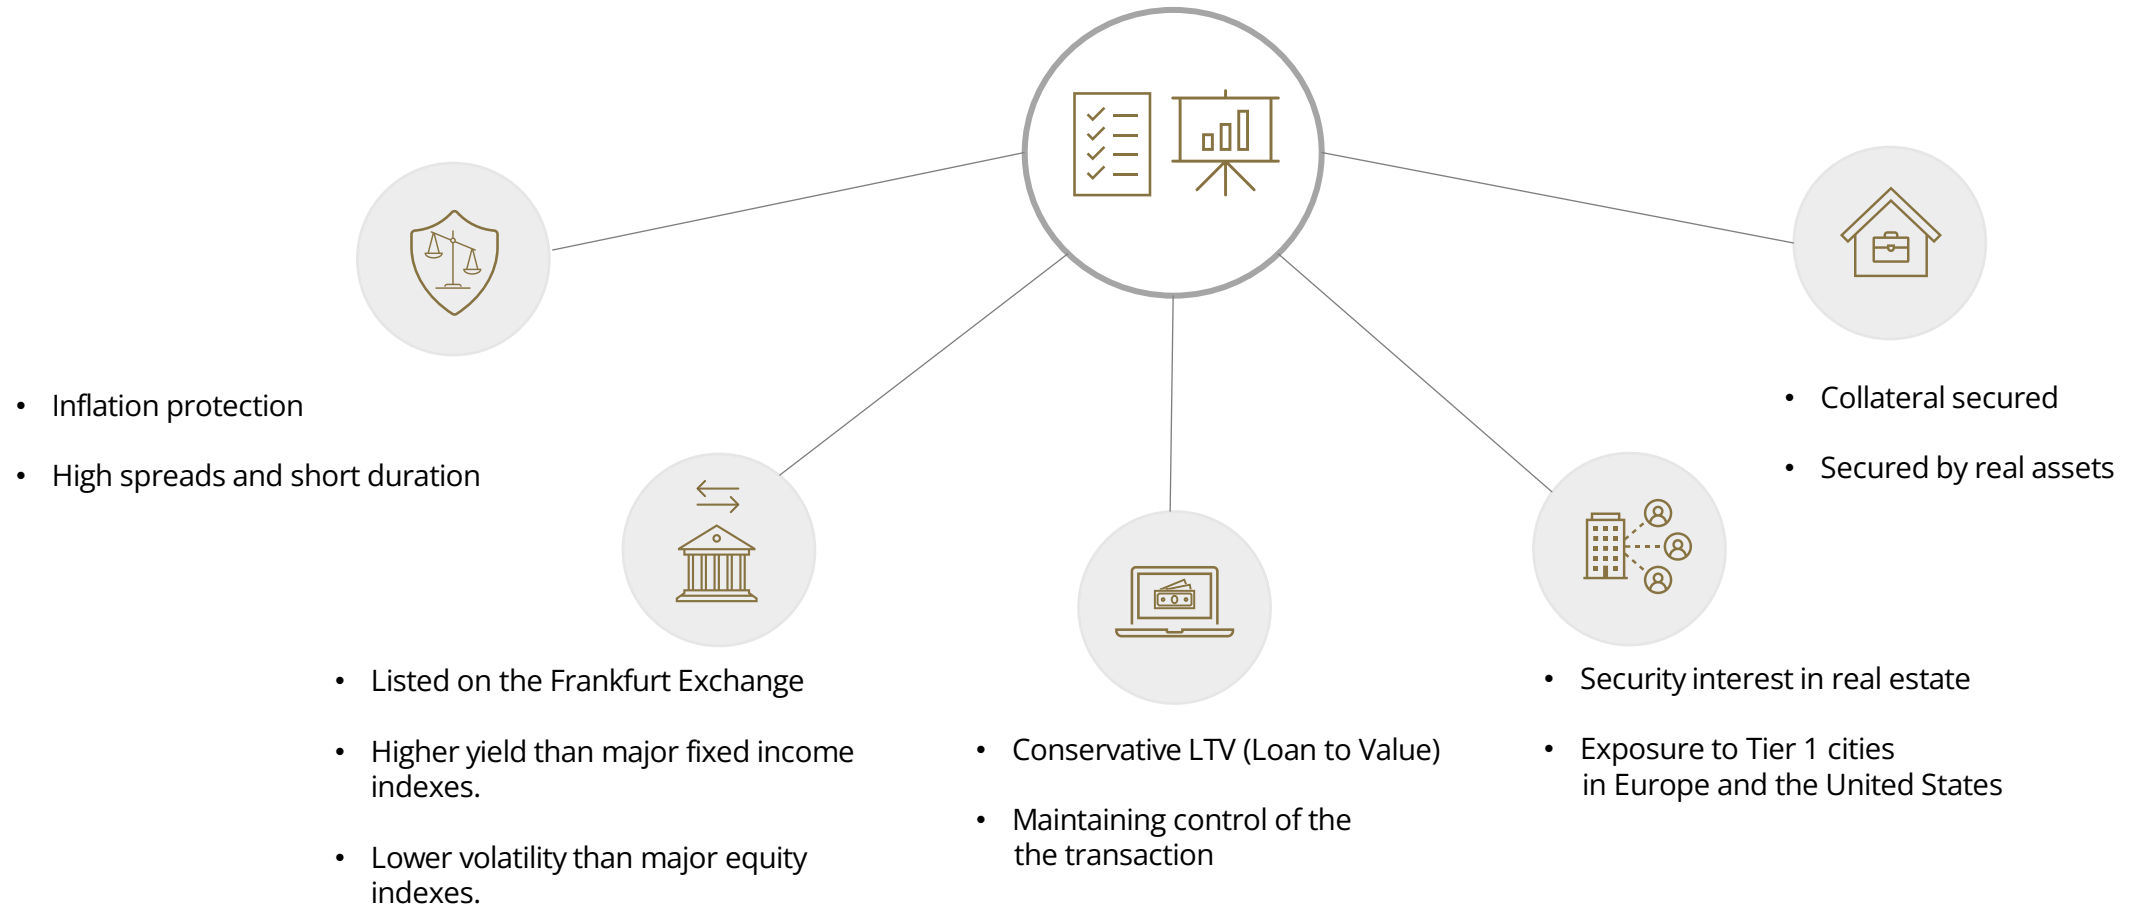 • Inflation protection
• High spreads and short duration
• Listed on the Frankfurt Exchange
• Higher yield than major fixed income
indexes.
• Lower volatility than major equity
indexes.
• Conservative LTV (Loan to Value)
• Maintaining control of the
the transaction
• Security interest in real estate
• Exposure to Tier 1 cities
in Europe and the United States
• Collateral secured
• Secured by real assets